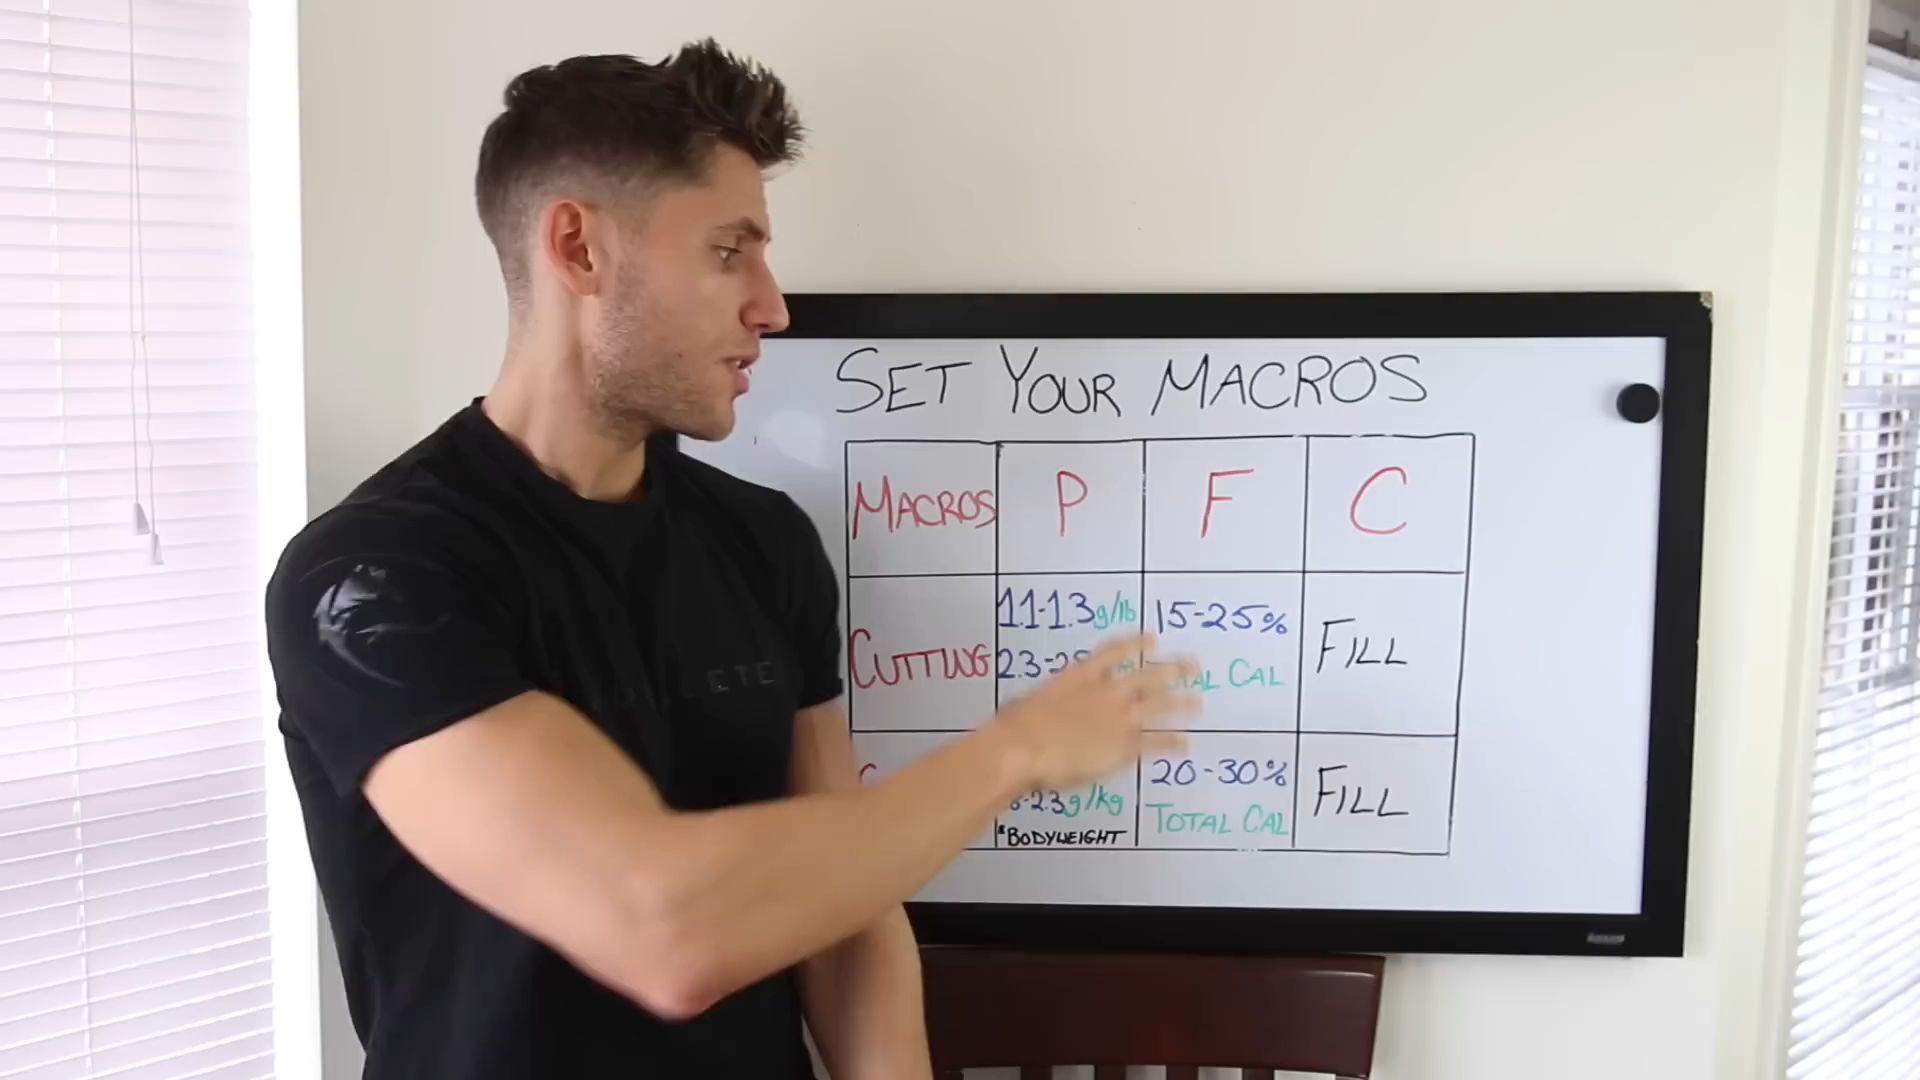 SET YOUR MACROS
MACROS P F C
CUTTING 1.1-1.3g/lb 15-25% FILL
CAL
20-30% FILL
2.3g/kg TOTAL CAL
*BODYWEIGHT